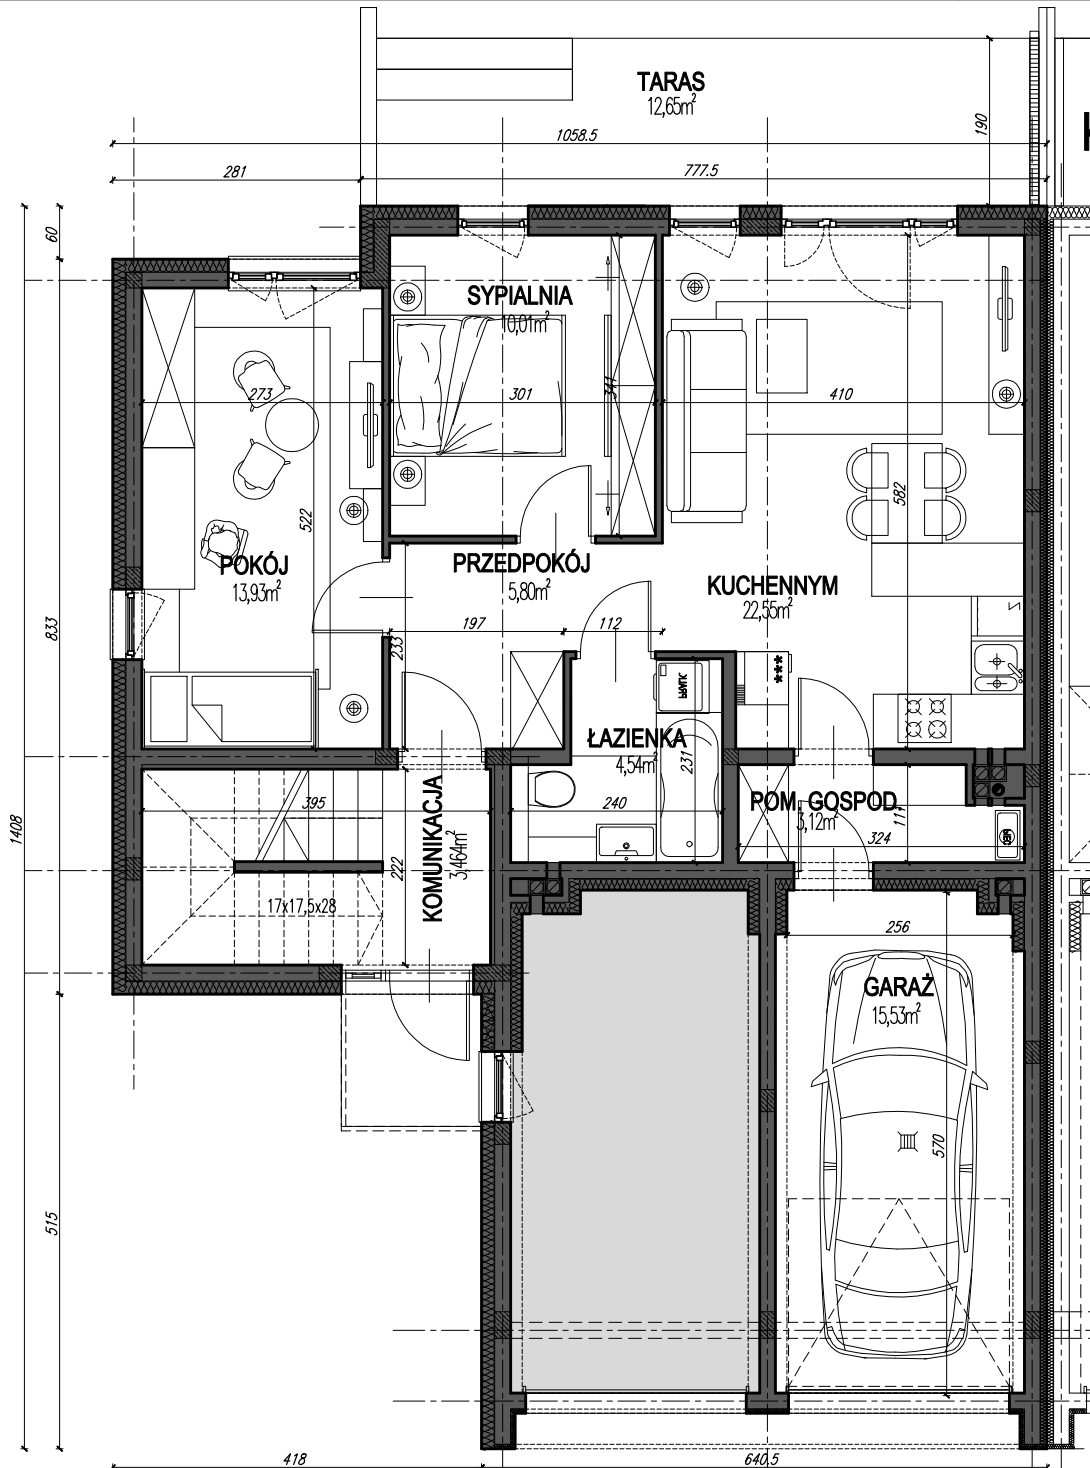 TARAS
12,65m²
190
1058.5
281
777.5
60
SYPIALNIA
10,01m²
273
301
341
410
522
582
POKÓJ
13,93m²
PRZEDPOKÓJ
5,80m²
KUCHENNYM
22,55m²
833
197
112
233
***
PRALK.
ŁAZIENKA
4,54m²
231
KOMUNIKACJA
3,464m²
395
240
POM. GOSPOD.
3,12m²
111
324
1408
222
17x17,5x28
256
GARAŻ
15,53m²
570
515
418
640.5